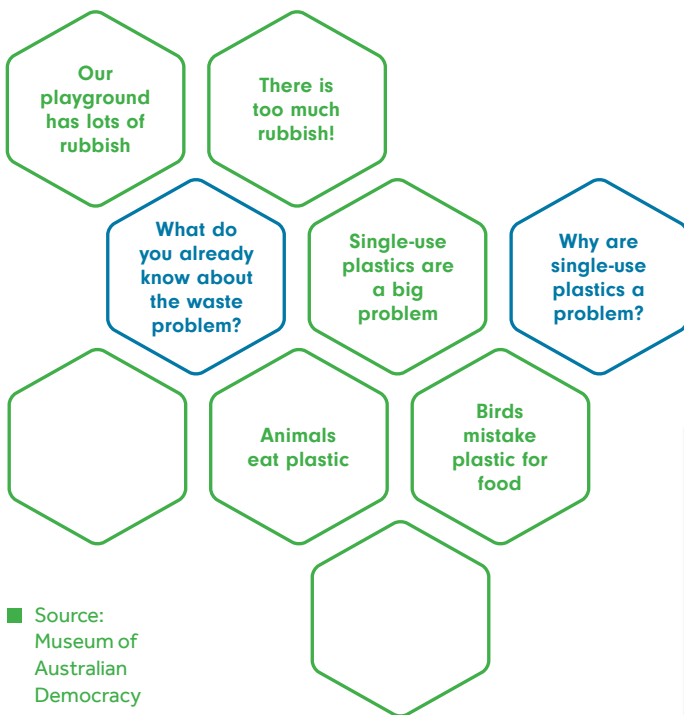 Our
playground
has lots of
rubbish
There is
too much
rubbish!
What do
you already
know about
the waste
problem?
Single-use
plastics are
a big
problem
Why are
single-use
plastics a
problem?
Animals
eat plastic
Birds
mistake
plastic for
food
Source:
Museum of
Australian
Democracy